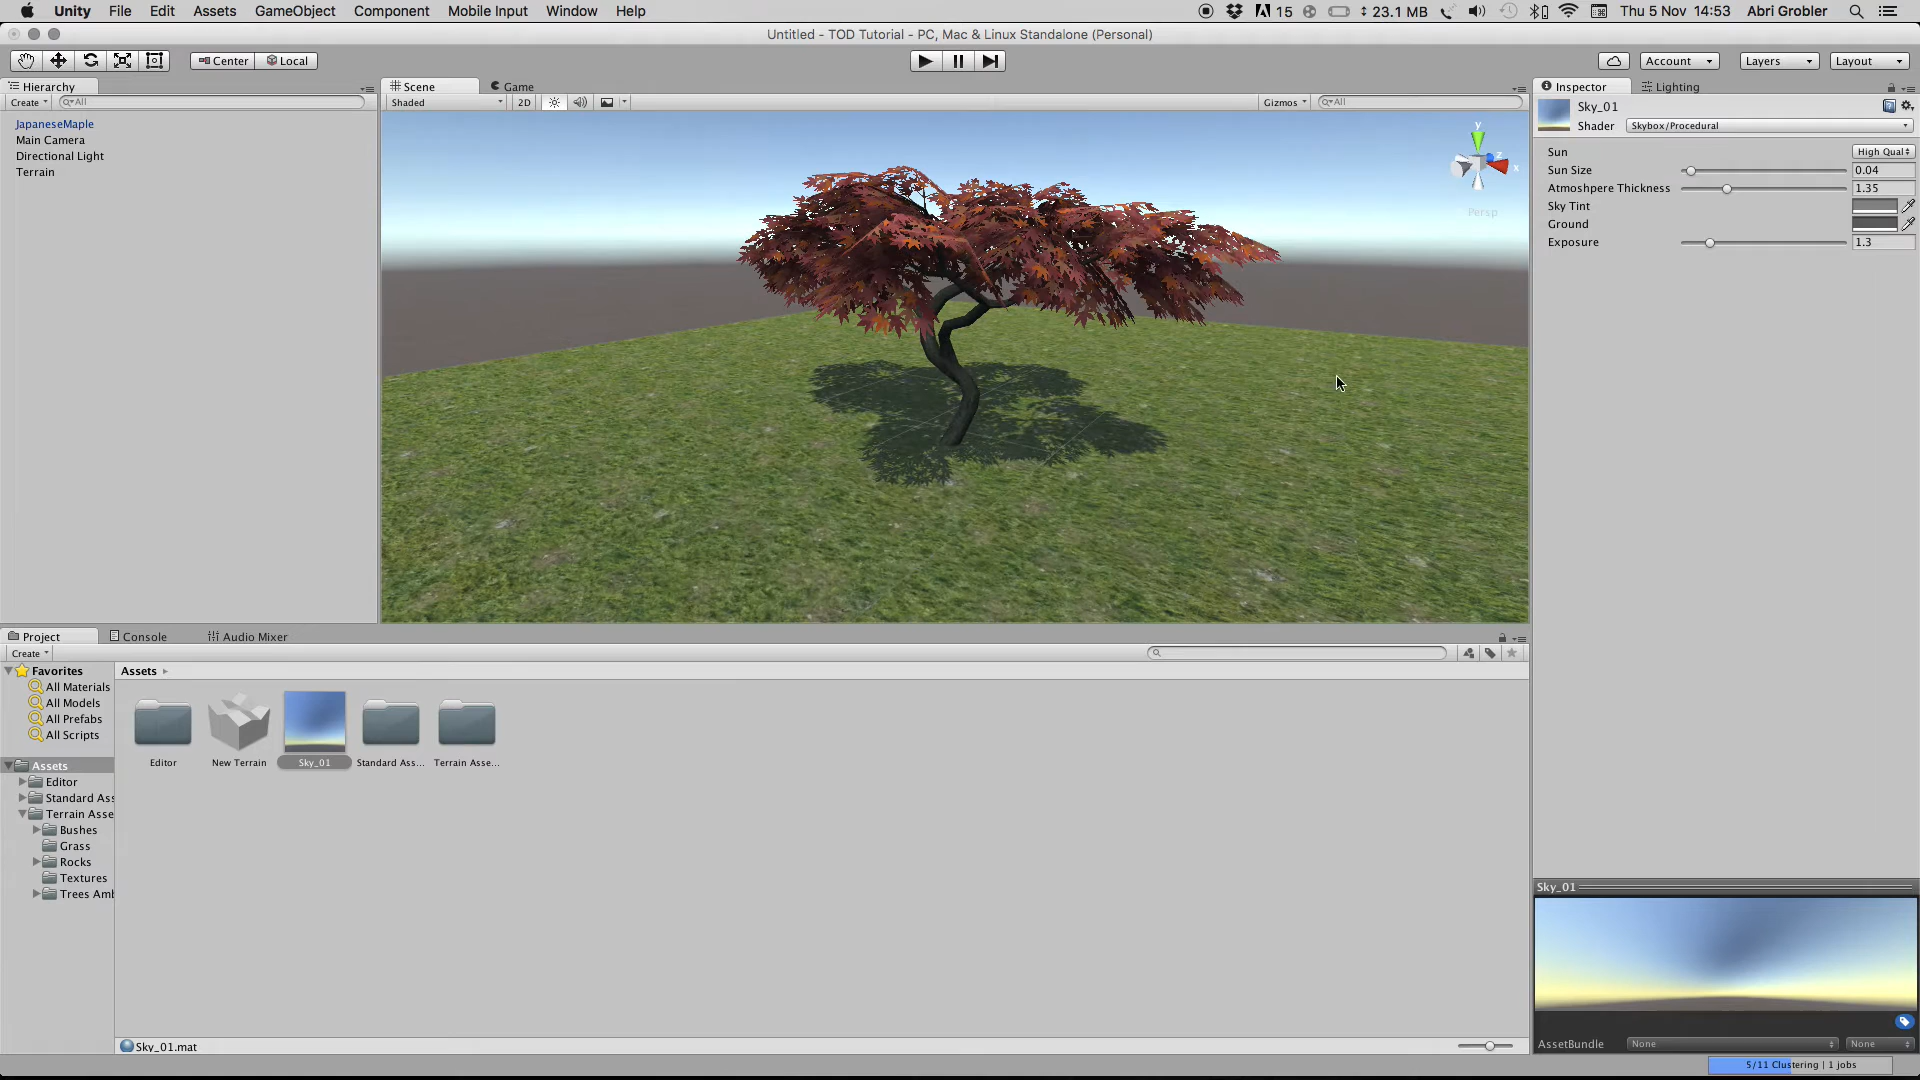 Unity File Edit Assets GameObject Component Mobile Input Window Help 15 23.1 MB Thu 5 Nov 14:53 Abri Grobler
Untitled - TOD Tutorial - PC, Mac & Linux Standalone (Personal)
Center Local Account Layers Layout
Hierarchy
Create All
JapaneseMaple
Main Camera
Directional Light
Terrain
Scene Game
Shaded 2D Gizmos All
y
z
x
Persp
Inspector Lighting
Sky_01
Shader Skybox/Procedural
Sun High Qual
Sun Size 0.04
Atmoshpere Thickness 1.35
Sky Tint
Ground
Exposure 1.3
Project Console Audio Mixer
Create
Favorites
All Materials
All Models
All Prefabs
All Scripts
Assets
Editor
Standard Ass
Terrain Asse
Bushes
Grass
Rocks
Textures
Trees Amb
Assets
Editor
New Terrain
Sky_01
Standard Ass...
Terrain Asse...
Sky_01.mat
Sky_01
AssetBundle None None
5/11 Clustering | 1 jobs